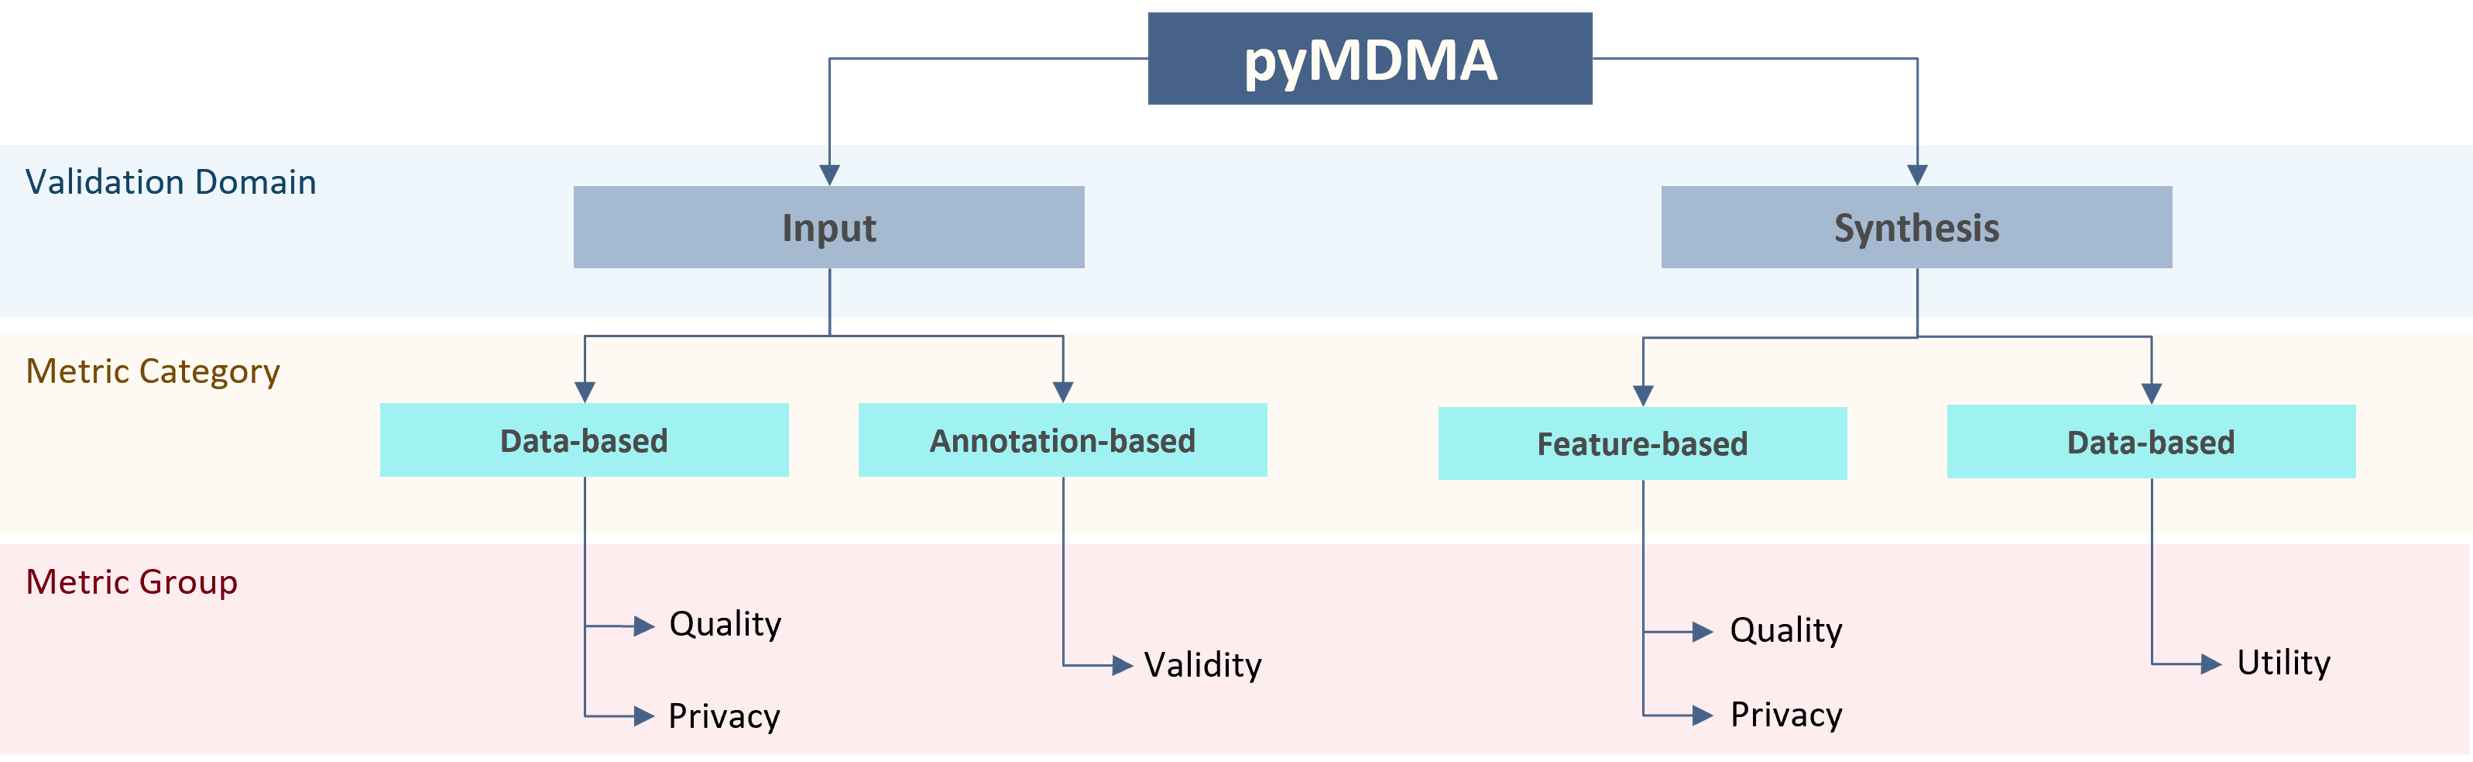 pyMDMA
Validation Domain
Input
Synthesis
Metric Category
Data-based
Annotation-based
Feature-based
Data-based
Metric Group
Quality
Privacy
Validity
Quality
Privacy
Utility